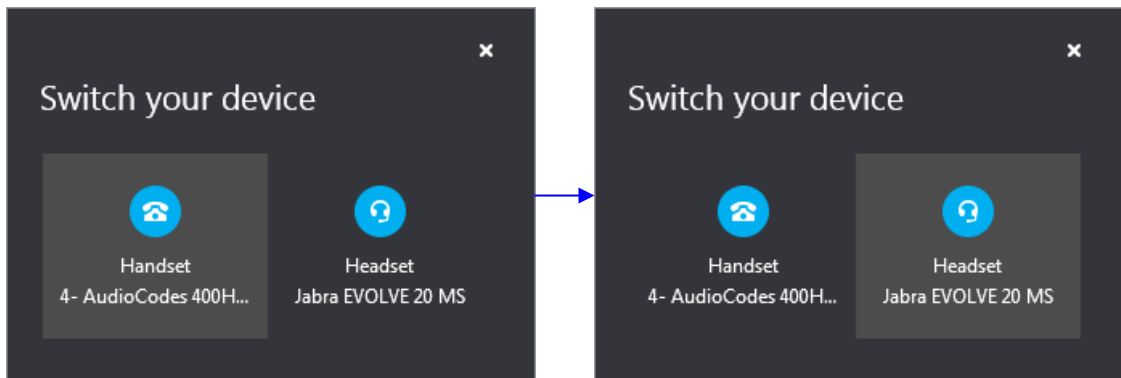 Switch your device
Handset
4- AudioCodes 400H...
Headset
Jabra EVOLVE 20 MS
Switch your device
Handset
4- AudioCodes 400H...
Headset
Jabra EVOLVE 20 MS